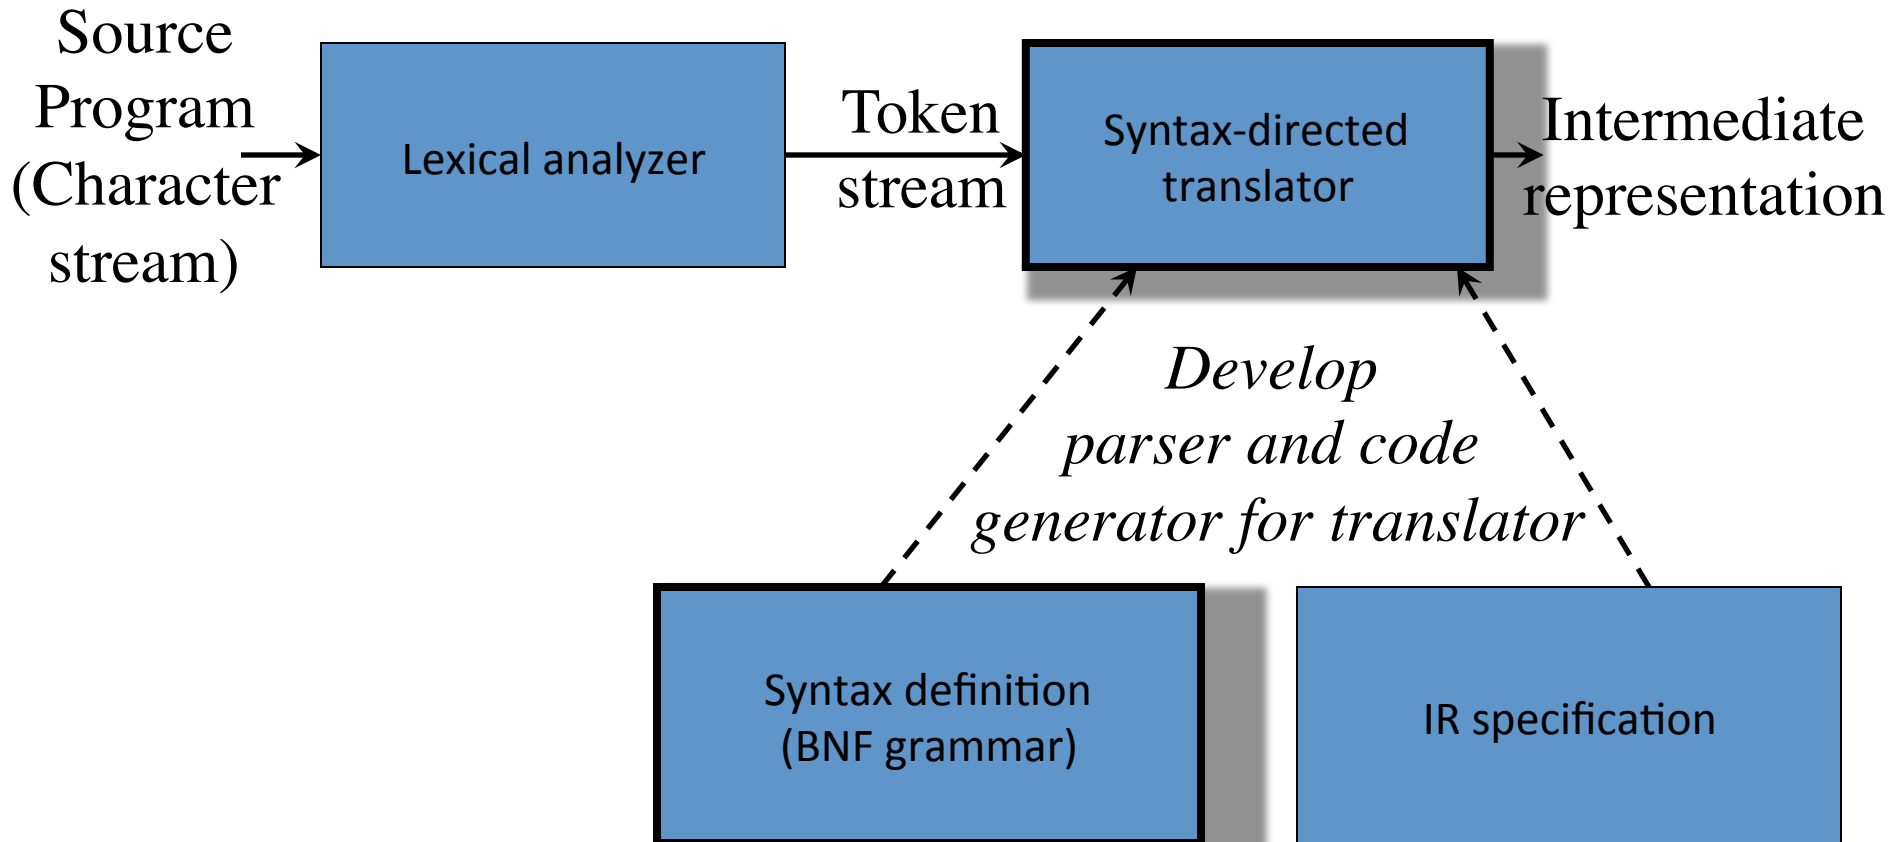 Source
Program
(Character
stream)
Lexical analyzer
Token
stream
Syntax-directed
translator
Intermediate
representation
Develop
parser and code
generator for translator
Syntax definition
(BNF grammar)
IR specification